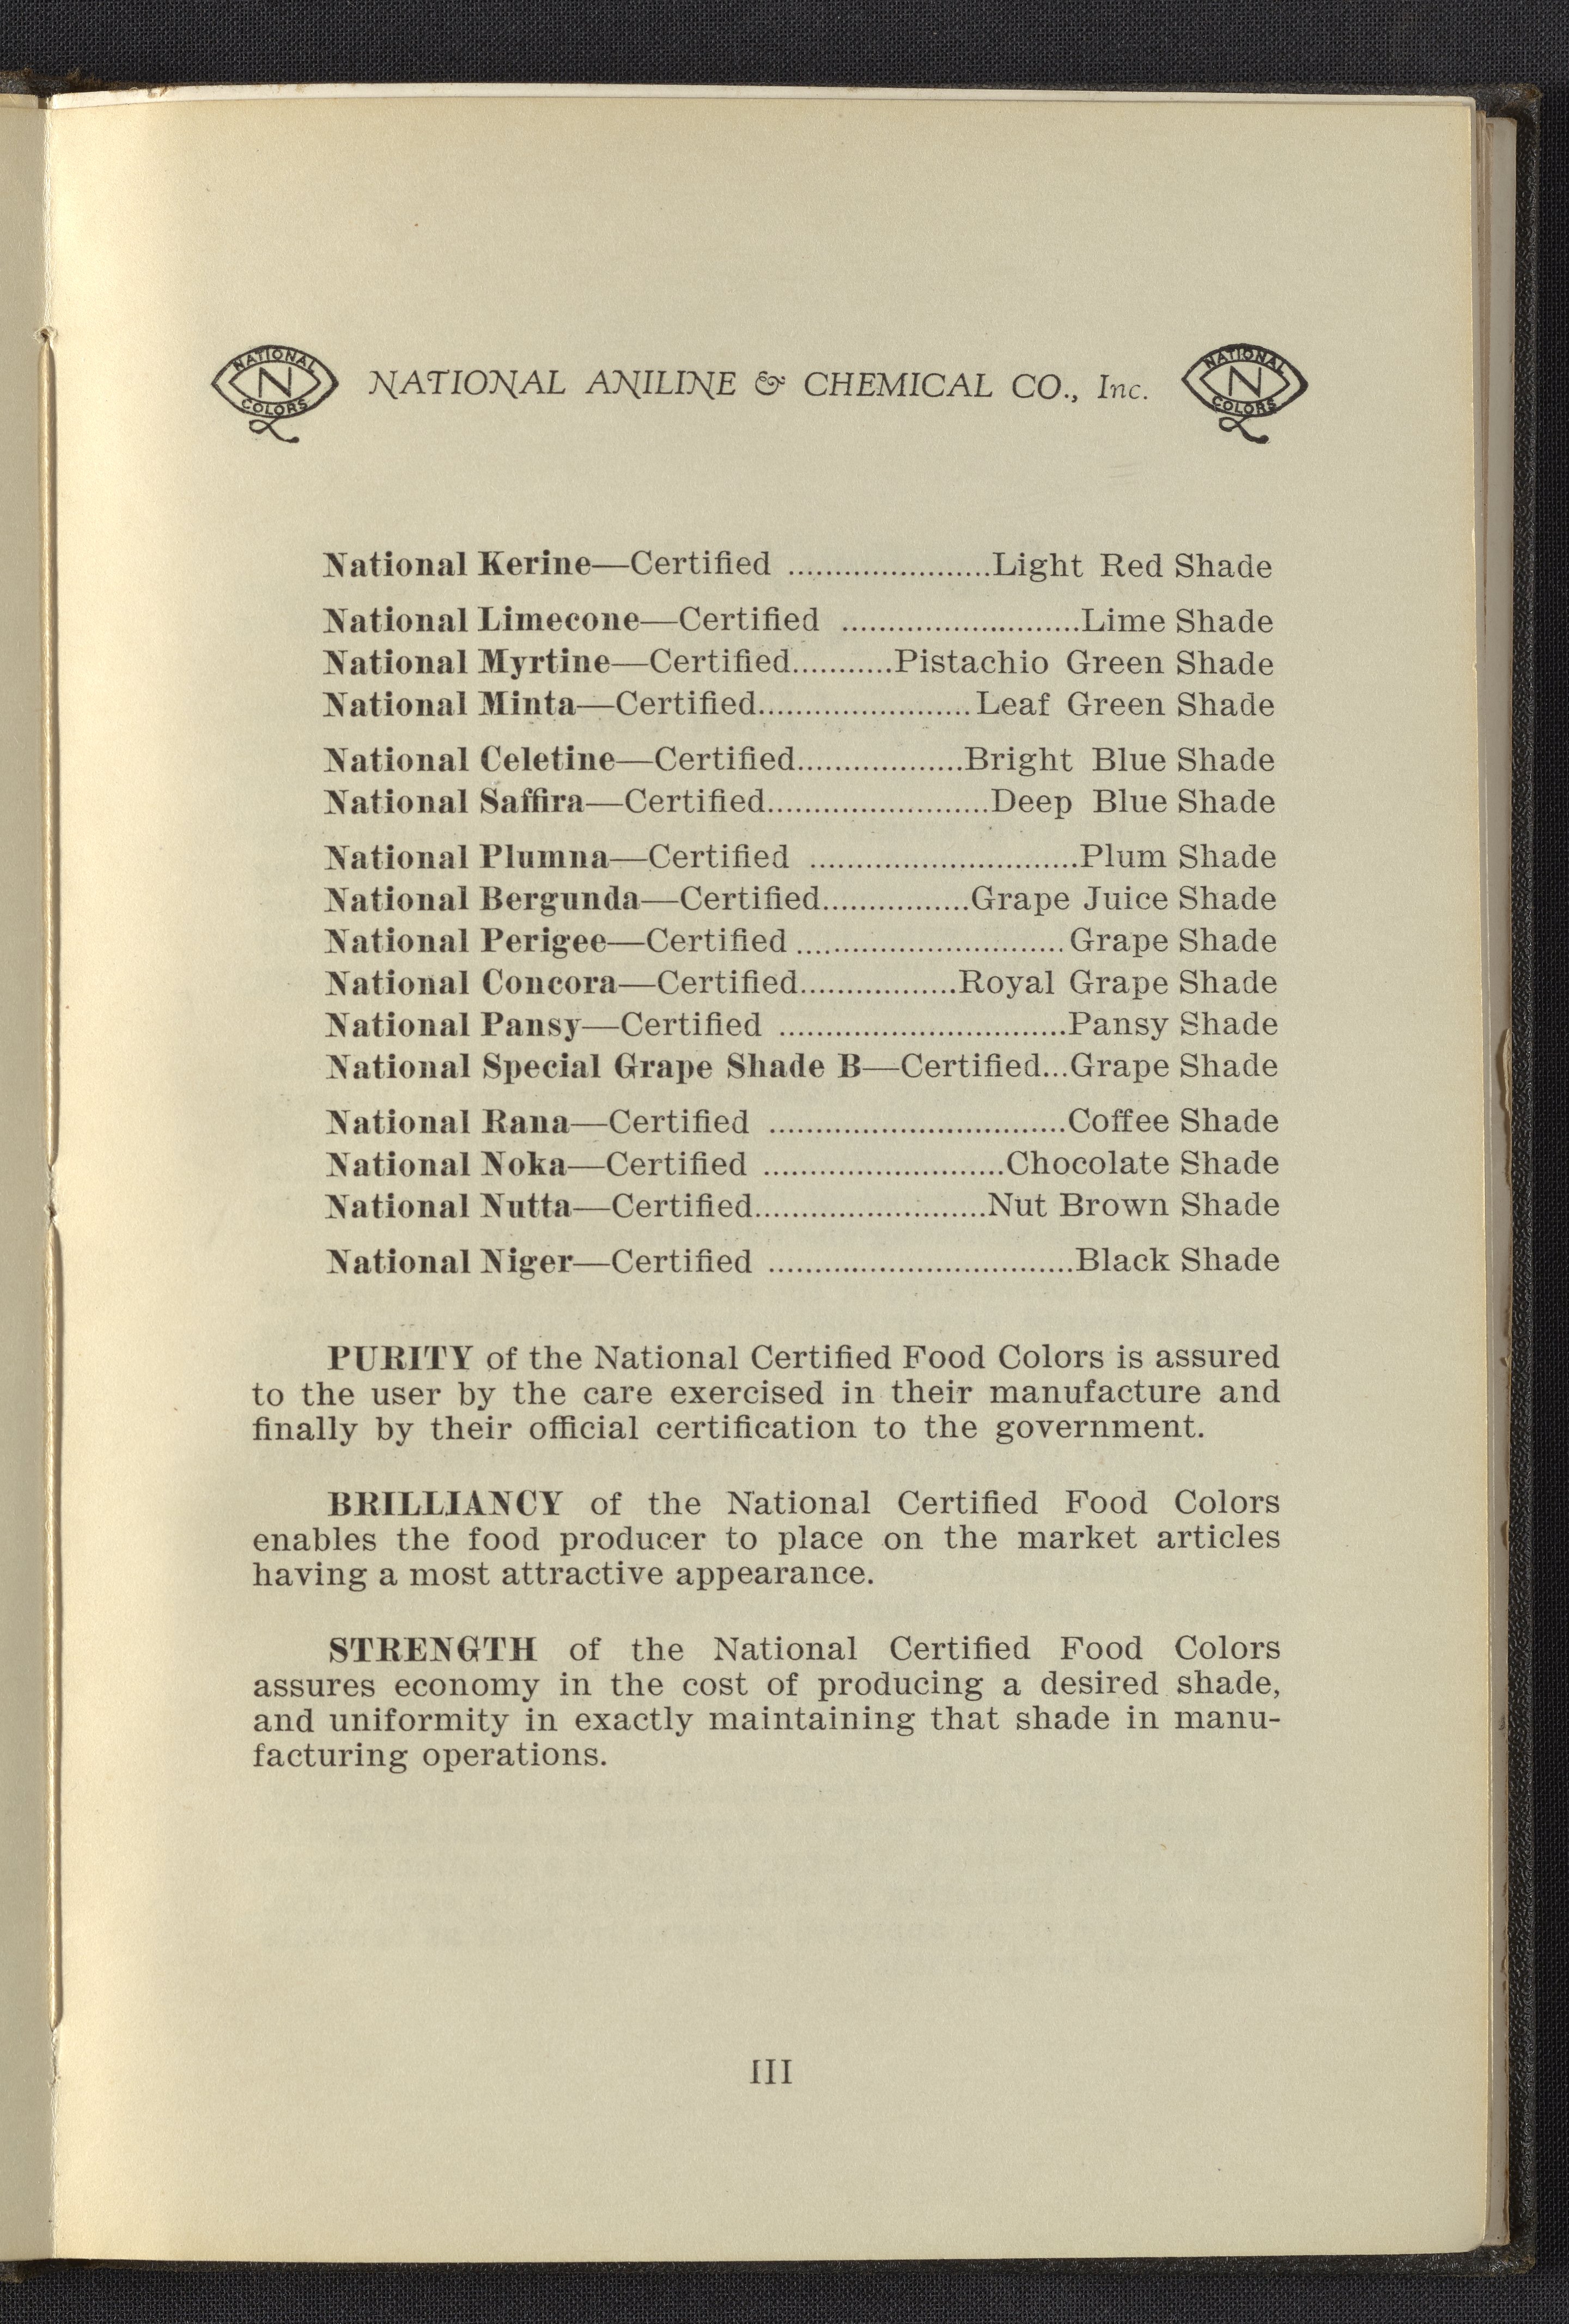 NATIONAL N COLORS NATIONAL ANILINE & CHEMICAL CO., Inc. NATIONAL N COLORS
National Kerine—Certified ......................Light Red Shade
National Limecone—Certified ..........................Lime Shade
National Myrtine—Certified...........Pistachio Green Shade
National Minta—Certified.......................Leaf Green Shade
National Celetine—Certified..................Bright Blue Shade
National Saffira—Certified........................Deep Blue Shade
National Plumna—Certified .............................Plum Shade
National Bergunda—Certified................Grape Juice Shade
National Perigee—Certified .............................Grape Shade
National Concora—Certified.................Royal Grape Shade
National Pansy—Certified ...............................Pansy Shade
National Special Grape Shade B—Certified...Grape Shade
National Rana—Certified ................................Coffee Shade
National Noka—Certified ..........................Chocolate Shade
National Nutta—Certified.........................Nut Brown Shade
National Niger—Certified .................................Black Shade
PURITY of the National Certified Food Colors is assured
to the user by the care exercised in their manufacture and
finally by their official certification to the government.
BRILLIANCY of the National Certified Food Colors
enables the food producer to place on the market articles
having a most attractive appearance.
STRENGTH of the National Certified Food Colors
assures economy in the cost of producing a desired shade,
and uniformity in exactly maintaining that shade in manu-
facturing operations.
III